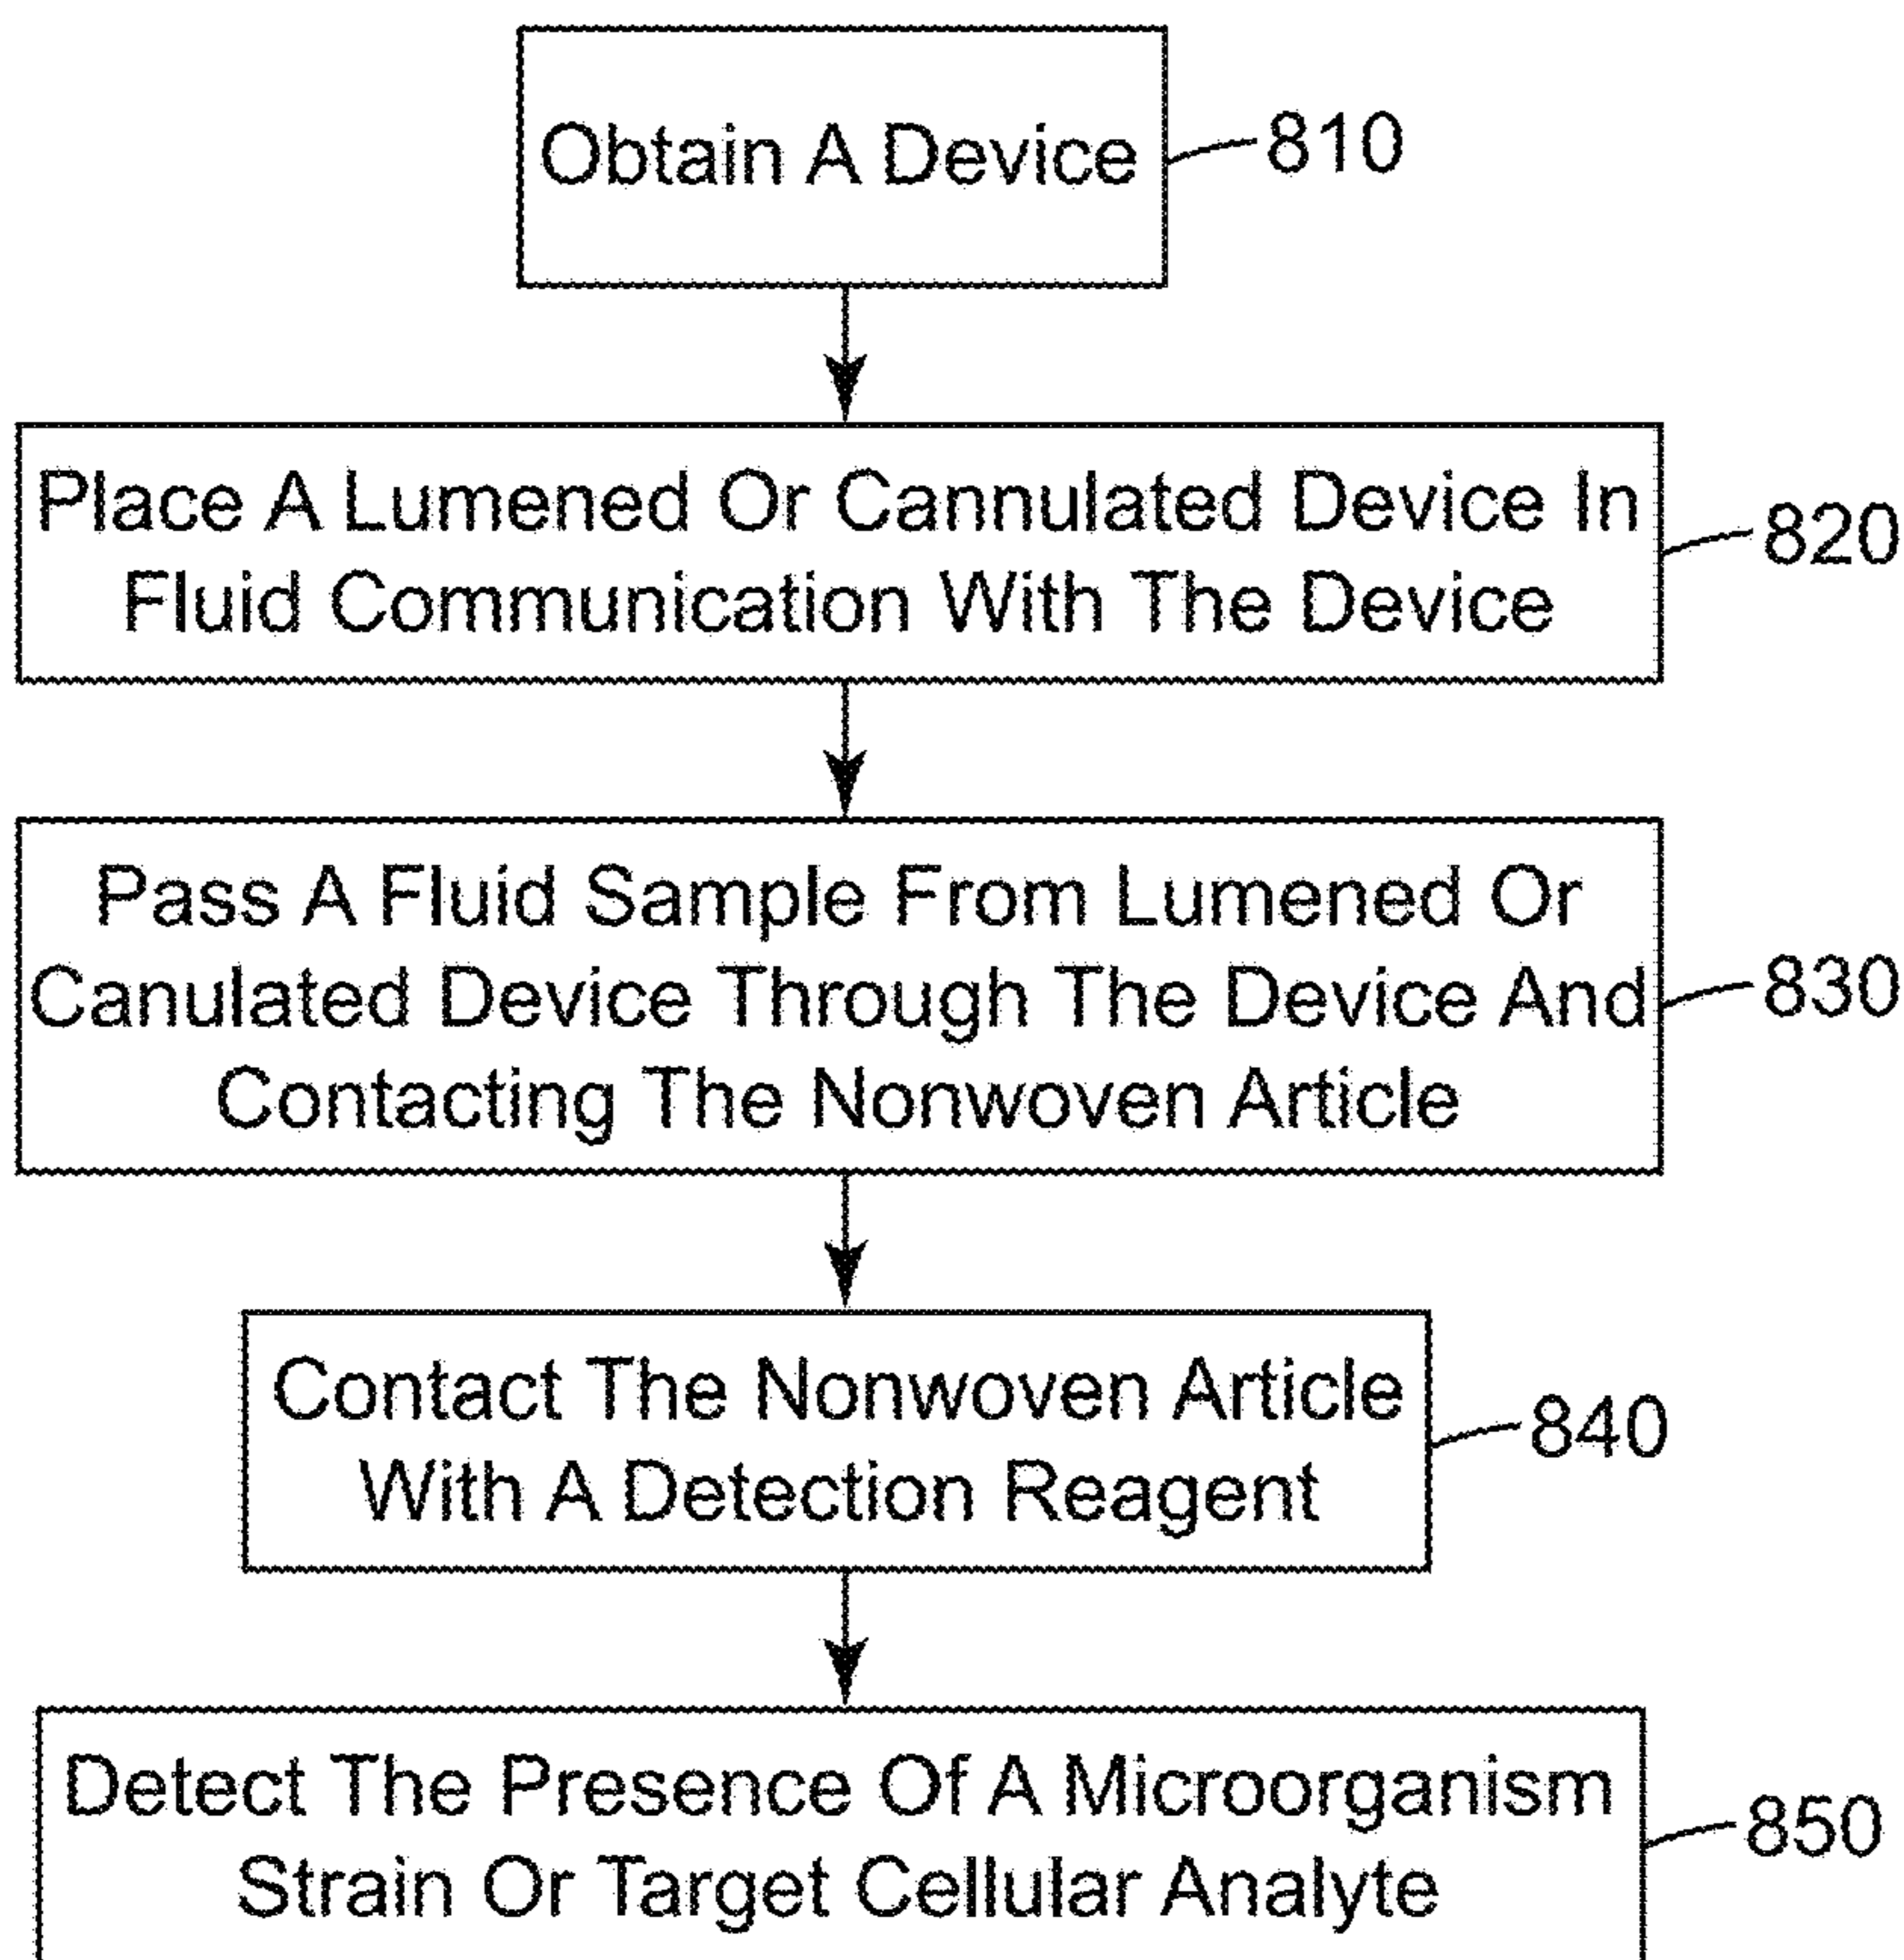 Obtain A Device
810
Place A Lumened Or Cannulated Device In
Fluid Communication With The Device
820
Pass A Fluid Sample From Lumened Or
Canulated Device Through The Device And
Contacting The Nonwoven Article
830
Contact The Nonwoven Article
With A Detection Reagent
840
Detect The Presence Of A Microorganism
Strain Or Target Cellular Analyte
850